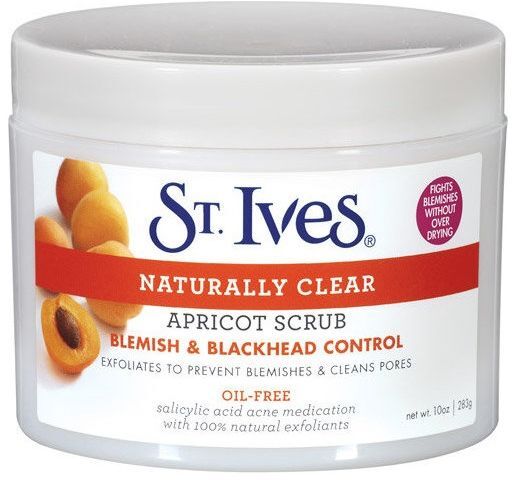 ST. IVES®
FIGHTS
BLEMISHES
WITHOUT
OVER
DRYING
NATURALLY CLEAR
APRICOT SCRUB
BLEMISH & BLACKHEAD CONTROL
EXFOLIATES TO PREVENT BLEMISHES & CLEANS PORES
OIL-FREE
salicylic acid acne medication
with 100% natural exfoliants
net wt. 10oz | 283g